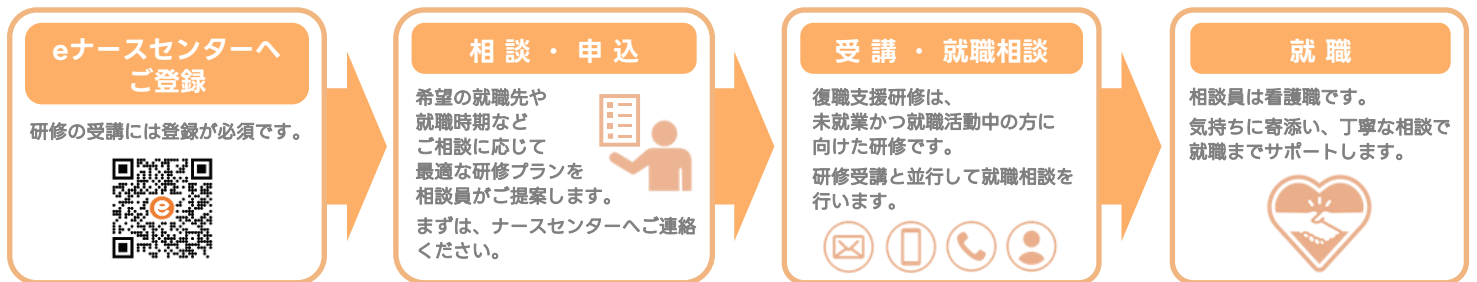 eナースセンターへ
ご登録
研修の受講には登録が必須です。
相談・申込
希望の就職先や
就職時期など
ご相談に応じて
最適な研修プランを
相談員がご提案します。
まずは、ナースセンターへご連絡
ください。
受講・就職相談
復職支援研修は、
未就業かつ就職活動中の方に
向けた研修です。
研修受講と並行して就職相談を
行います。
就職
相談員は看護職です。
気持ちに寄添い、丁寧な相談で
就職までサポートします。